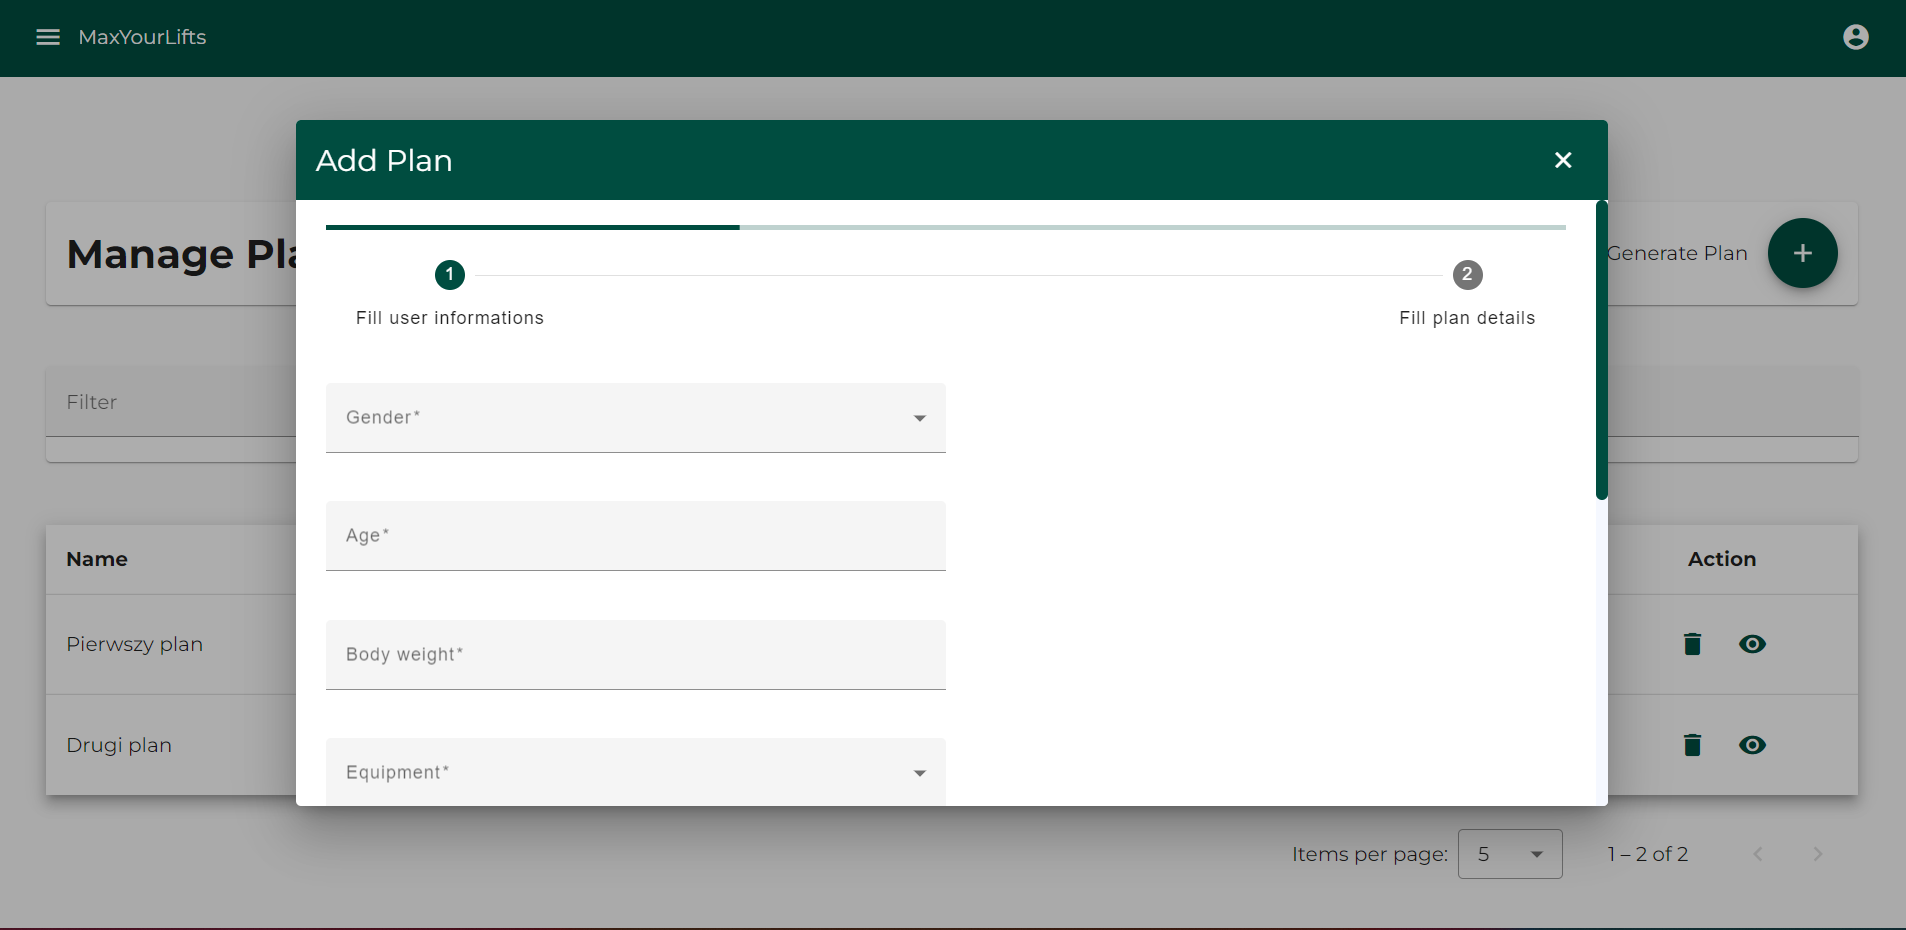 MaxYourLifts
Add Plan
Manage Pla
Generate Plan
1
2
Fill user informations
Fill plan details
Filter
Gender*
Age*
Name
Action
Body weight*
Pierwszy plan
Drugi plan
Equipment*
Items per page: 5 1 – 2 of 2